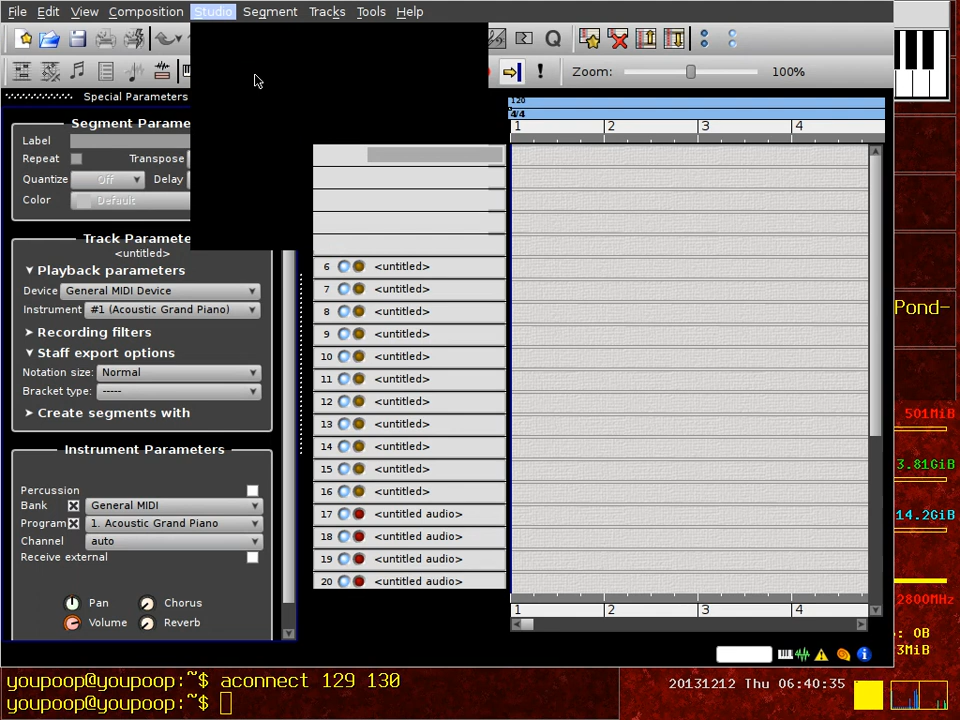 File Edit View Composition Studio Segment Tracks Tools Help
Q
! Zoom: 100%
Special Parameters
120
4/4
1 2 3 4
Segment Parame
Label
Repeat Transpose
Quantize Off Delay
Color Default
Track Parame
<untitled>
Playback parameters
Device General MIDI Device
Instrument #1 (Acoustic Grand Piano)
Recording filters
Staff export options
Notation size: Normal
Bracket type: -----
Create segments with
Instrument Parameters
Percussion
Bank General MIDI
Program 1. Acoustic Grand Piano
Channel auto
Receive external
Pan Chorus
Volume Reverb
6 <untitled>
7 <untitled>
8 <untitled>
9 <untitled>
10 <untitled>
11 <untitled>
12 <untitled>
13 <untitled>
14 <untitled>
15 <untitled>
16 <untitled>
17 <untitled audio>
18 <untitled audio>
19 <untitled audio>
20 <untitled audio>
1 2 3 4
Pond-
501MiB
3.81GiB
14.2GiB
2800MHz
: 0B
3MiB
youpoop@youpoop:~$ aconnect 129 130
youpoop@youpoop:~$
20131212 Thu 06:40:35